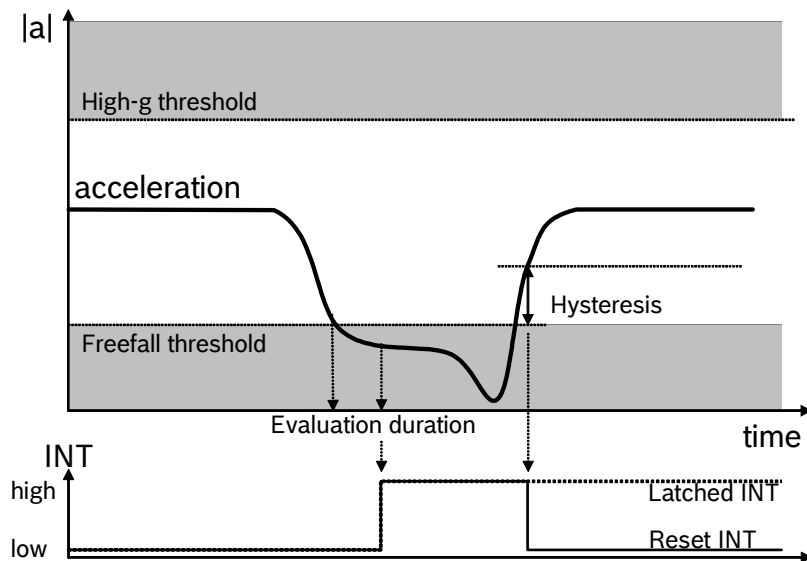 |a|
High-g threshold
acceleration
Hysteresis
Freefall threshold
Evaluation duration
time
INT
high
Latched INT
low
Reset INT